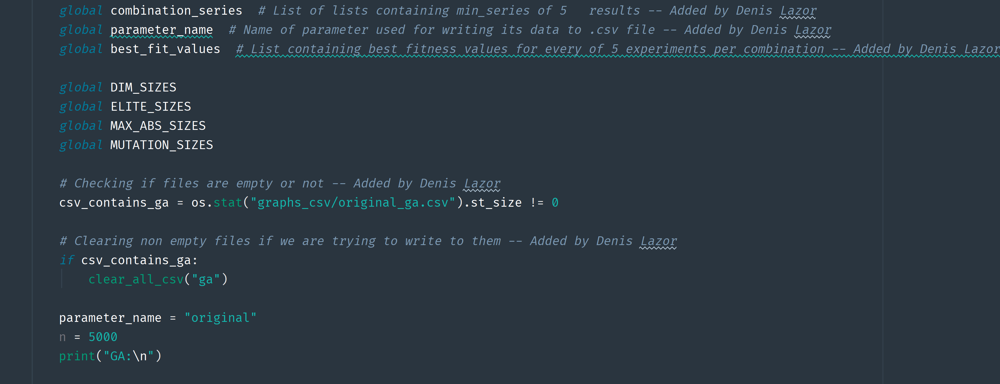 global combination_series  # List of lists containing min_series of 5   results -- Added by Denis Lazor
global parameter_name  # Name of parameter used for writing its data to .csv file -- Added by Denis Lazor
global best_fit_values  # List containing best fitness values for every of 5 experiments per combination -- Added by Denis Lazor
global DIM_SIZES
global ELITE_SIZES
global MAX_ABS_SIZES
global MUTATION_SIZES
# Checking if files are empty or not -- Added by Denis Lazor
csv_contains_ga = os.stat("graphs_csv/original_ga.csv").st_size != 0
# Clearing non empty files if we are trying to write to them -- Added by Denis Lazor
if csv_contains_ga:
    clear_all_csv("ga")
parameter_name = "original"
n = 5000
print("GA:\n")